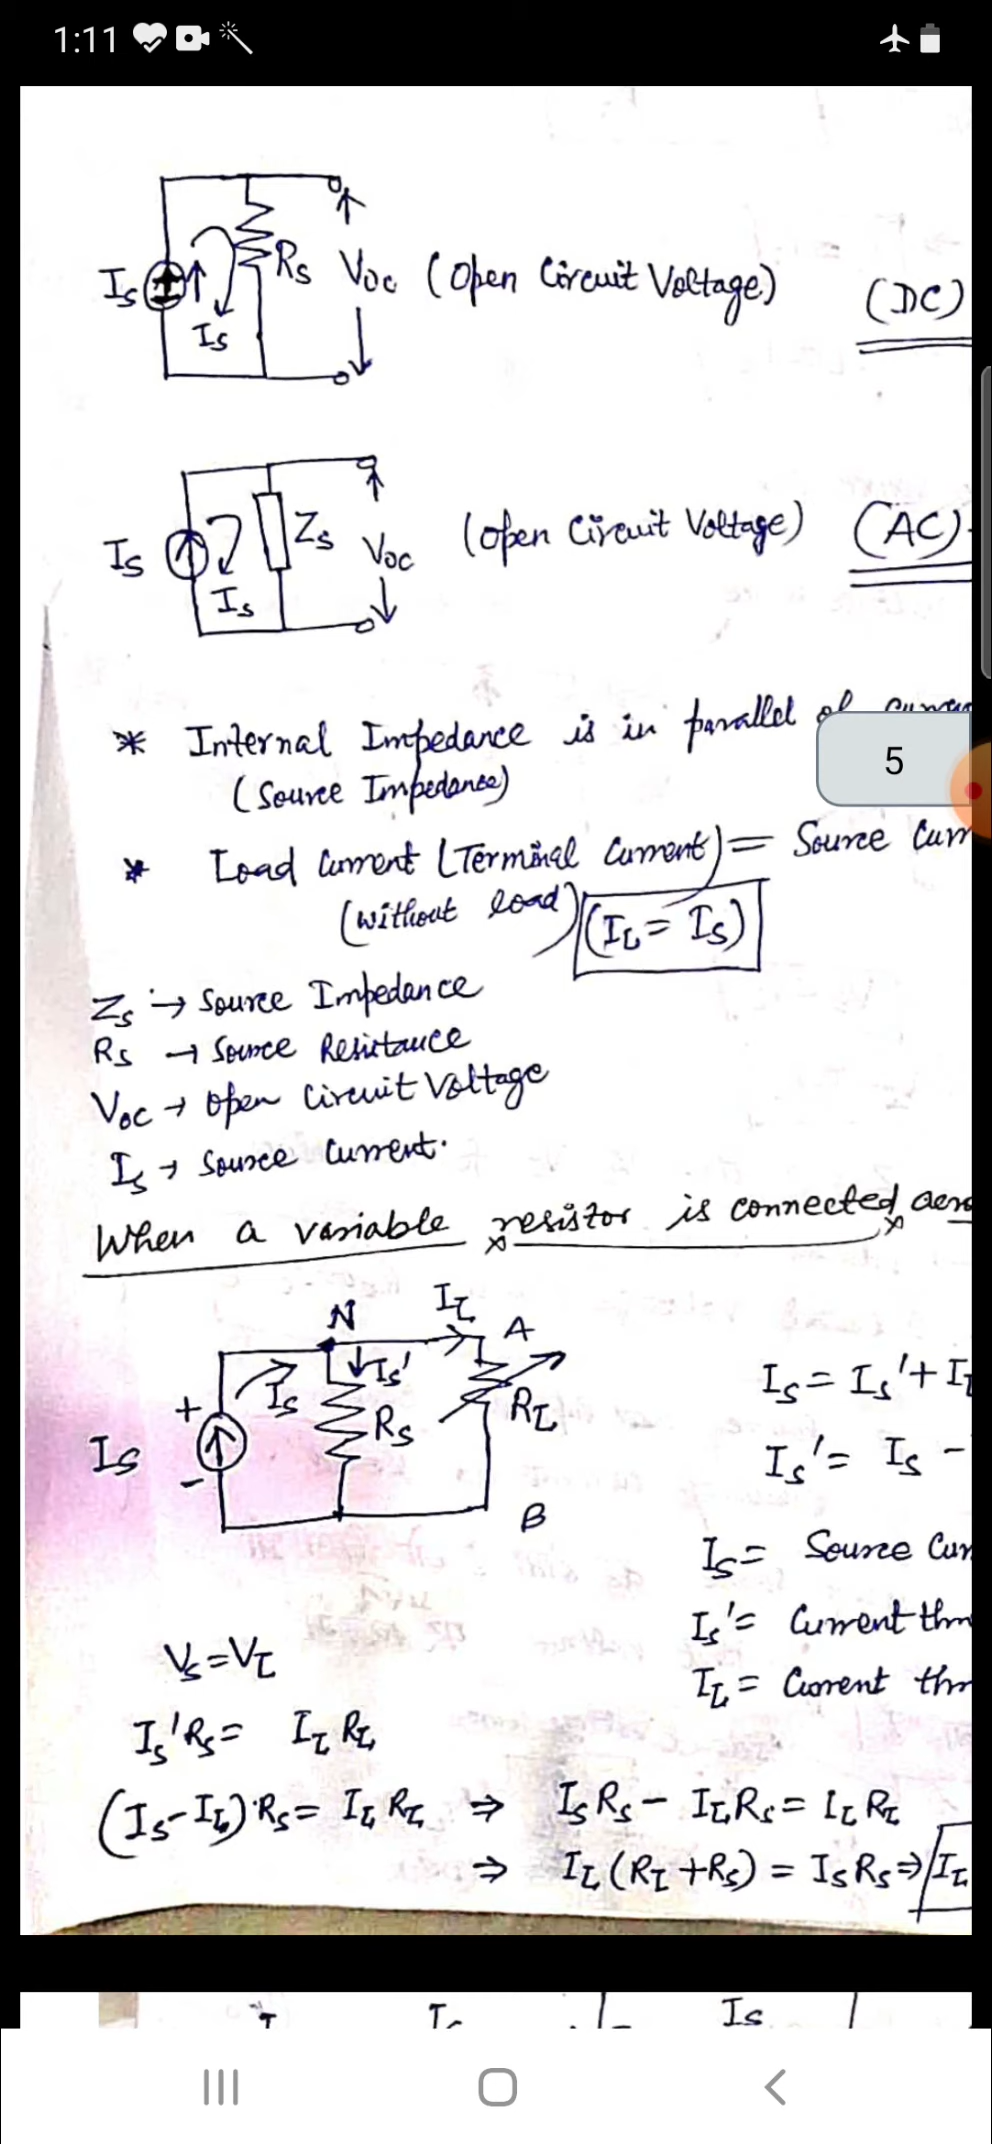 1:11
Is
Is
Rs
Voc (Open Circuit Voltage)
(DC)
Is
Is
Zs
Voc
(Open Circuit Voltage)
(AC)
* Internal Impedance is in parallel of
5
(Source Impedance)
* Load Current (Terminal Current) = Source
(without load)
(IL = IS)
Zs → Source Impedance
Rs → Source Resistance
Voc → Open Circuit Voltage
Is → Source Current.
When a variable resistor is connected
N
IL
A
Is
Is'
+
Is
Rs
RL
-
B
Is = Is' + IL
Is' = Is -
Is = Source
Is' = Current
IL = Current
Vs = VL
Is' Rs = IL RL
(Is - IL) · Rs = IL RL ⇒ Is Rs - IL Rs = IL RL
⇒ IL (RL + Rs) = Is Rs ⇒ IL
Is